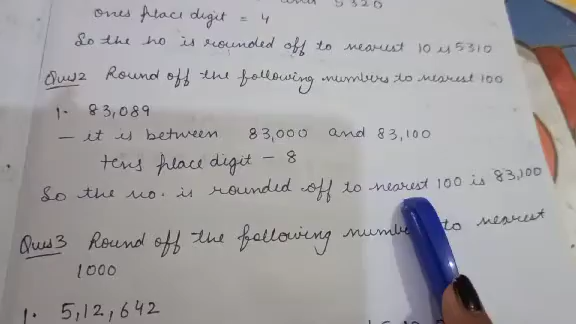 5320
ones place digit = 4
So the no is rounded off to nearest 10 is 5310
Ques2 Round off the following numbers to nearest 100
1. 83,089
- it is between 83,000 and 83,100
tens place digit - 8
So the no. is rounded off to nearest 100 is 83,100
Ques3 Round off the following number to nearest
1000
1. 5,12,642